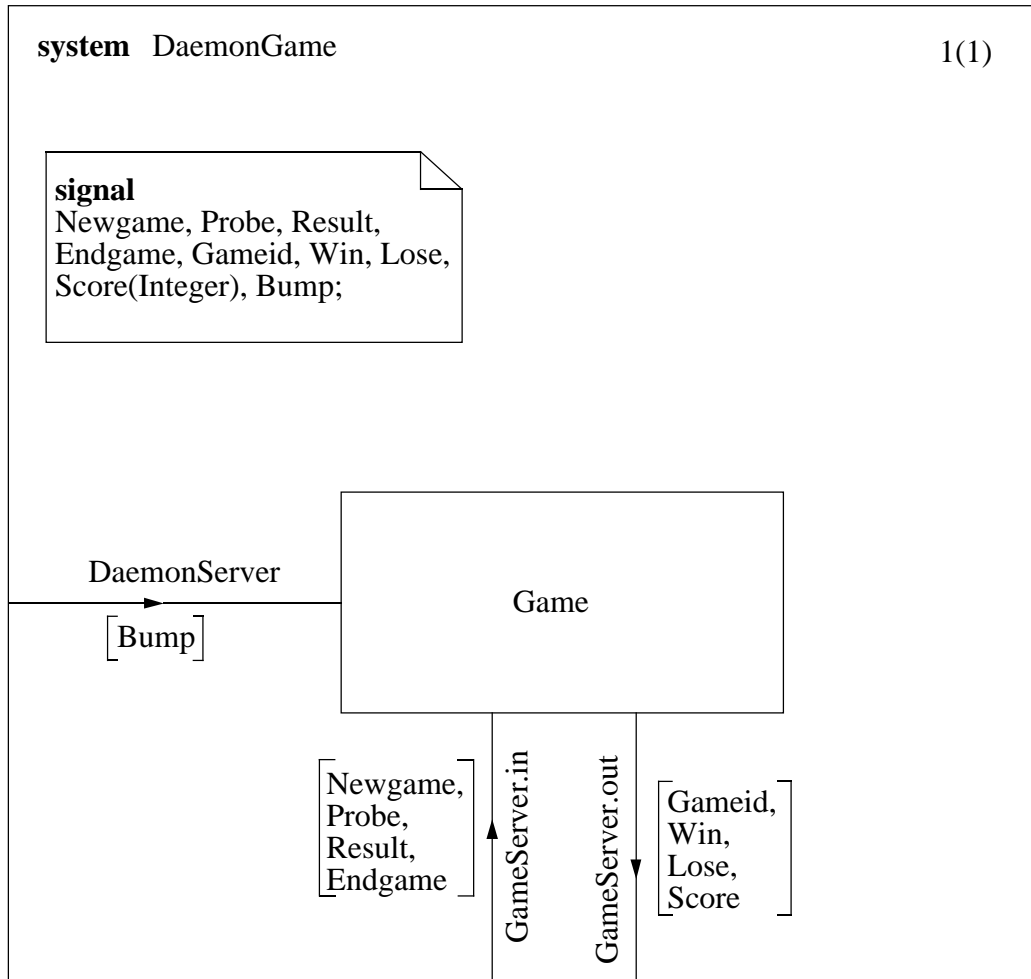 system DaemonGame
1(1)
signal
Newgame, Probe, Result,
Endgame, Gameid, Win, Lose,
Score(Integer), Bump;
DaemonServer
[Bump]
Game
Newgame,
Probe,
Result,
Endgame
GameServer.in
GameServer.out
Gameid,
Win,
Lose,
Score